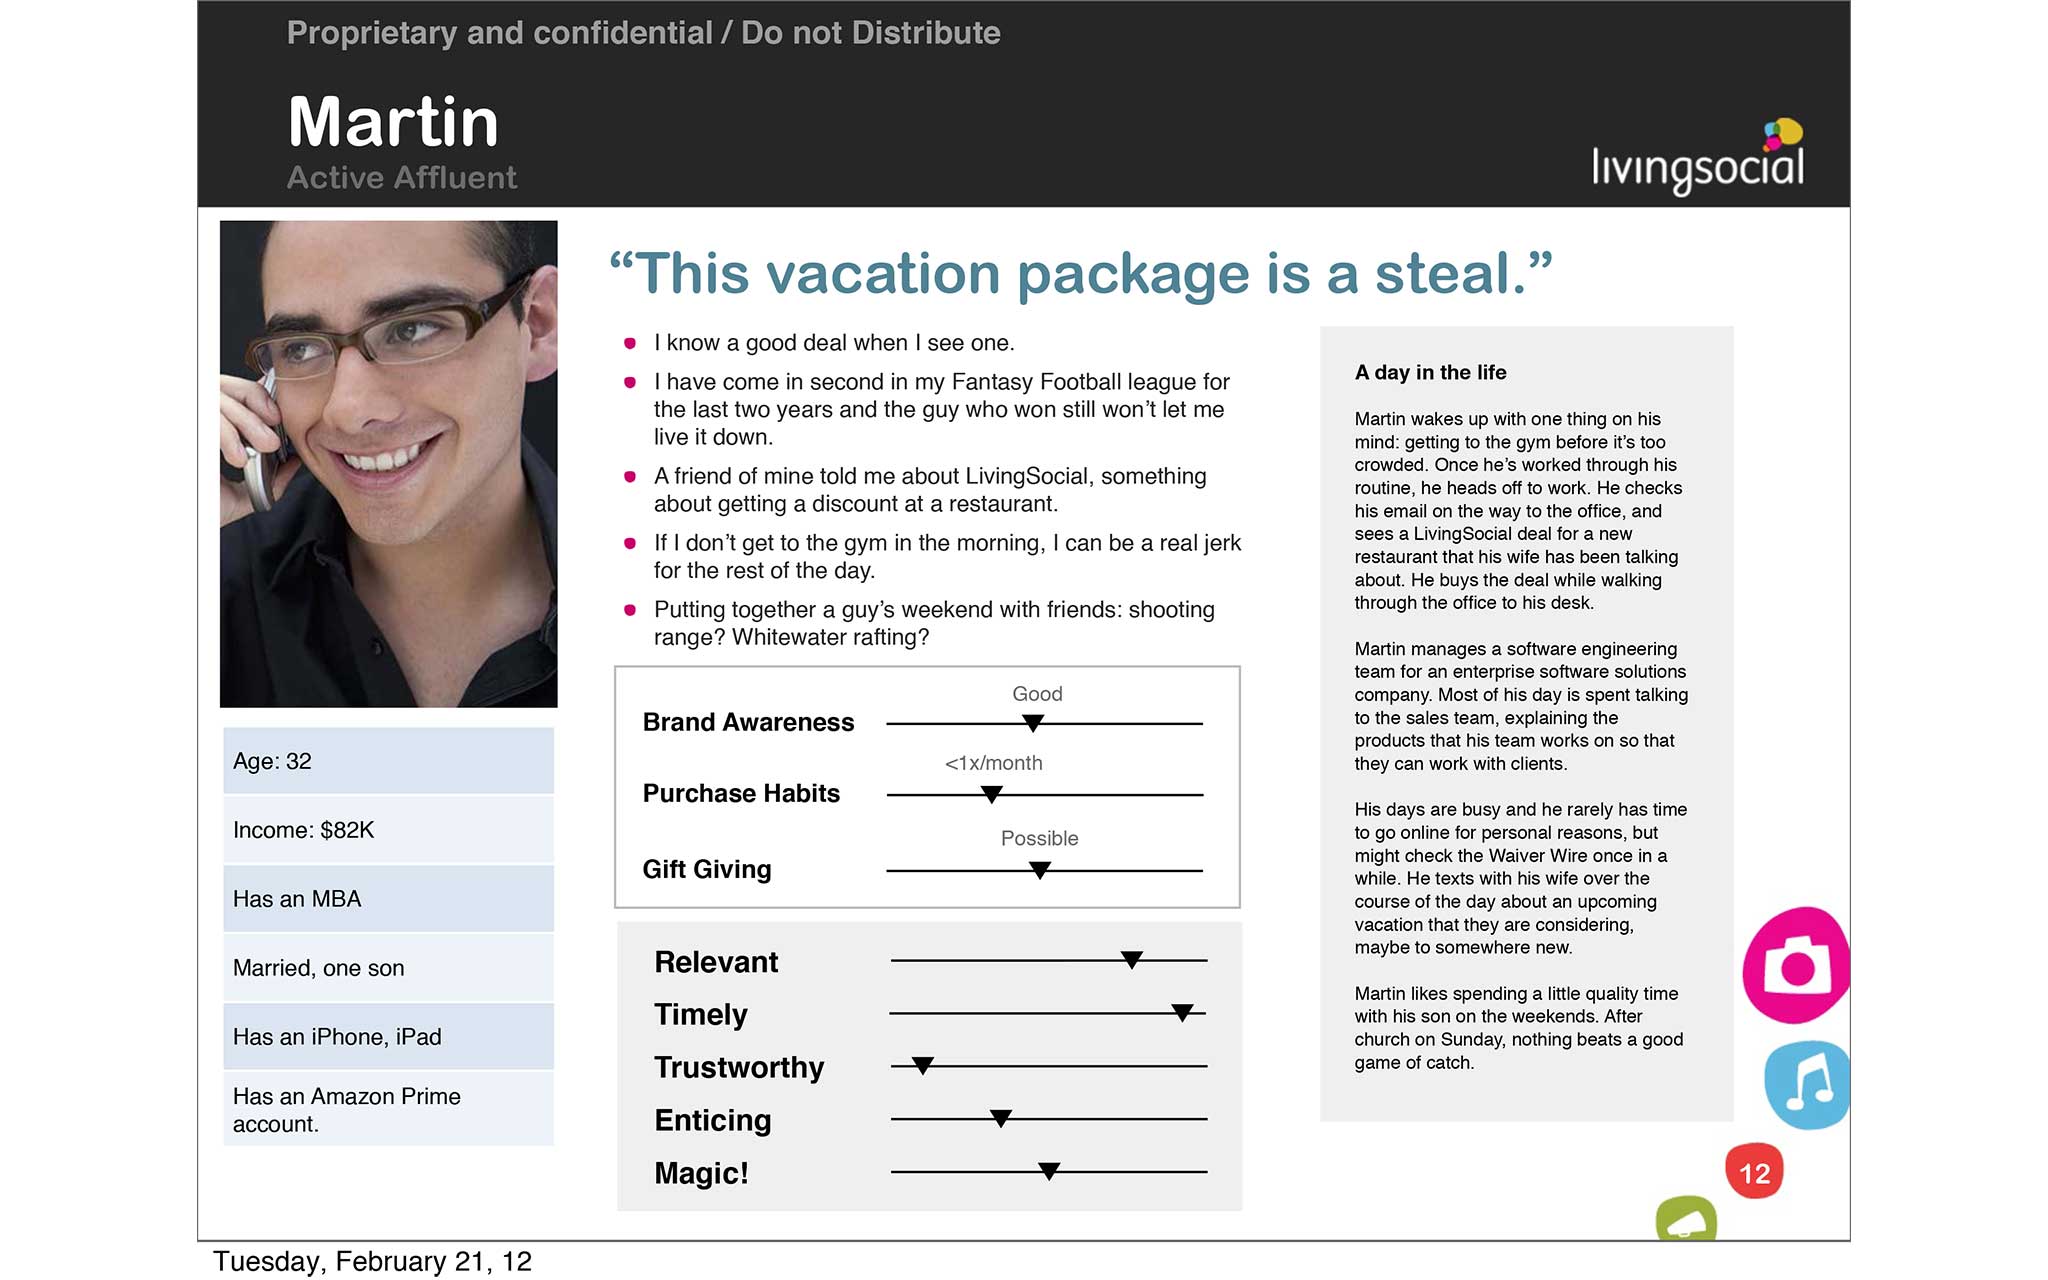 Proprietary and confidential / Do not Distribute
Martin
Active Affluent
livingsocial
“This vacation package is a steal.”
I know a good deal when I see one.
I have come in second in my Fantasy Football league for
the last two years and the guy who won still won’t let me
live it down.
A friend of mine told me about LivingSocial, something
about getting a discount at a restaurant.
If I don’t get to the gym in the morning, I can be a real jerk
for the rest of the day.
Putting together a guy’s weekend with friends: shooting
range? Whitewater rafting?
Good
Brand Awareness
<1x/month
Purchase Habits
Possible
Gift Giving
Relevant
Timely
Trustworthy
Enticing
Magic!
Age: 32
Income: $82K
Has an MBA
Married, one son
Has an iPhone, iPad
Has an Amazon Prime
account.
A day in the life
Martin wakes up with one thing on his
mind: getting to the gym before it’s too
crowded. Once he’s worked through his
routine, he heads off to work. He checks
his email on the way to the office, and
sees a LivingSocial deal for a new
restaurant that his wife has been talking
about. He buys the deal while walking
through the office to his desk.
Martin manages a software engineering
team for an enterprise software solutions
company. Most of his day is spent talking
to the sales team, explaining the
products that his team works on so that
they can work with clients.
His days are busy and he rarely has time
to go online for personal reasons, but
might check the Waiver Wire once in a
while. He texts with his wife over the
course of the day about an upcoming
vacation that they are considering,
maybe to somewhere new.
Martin likes spending a little quality time
with his son on the weekends. After
church on Sunday, nothing beats a good
game of catch.
12
Tuesday, February 21, 12